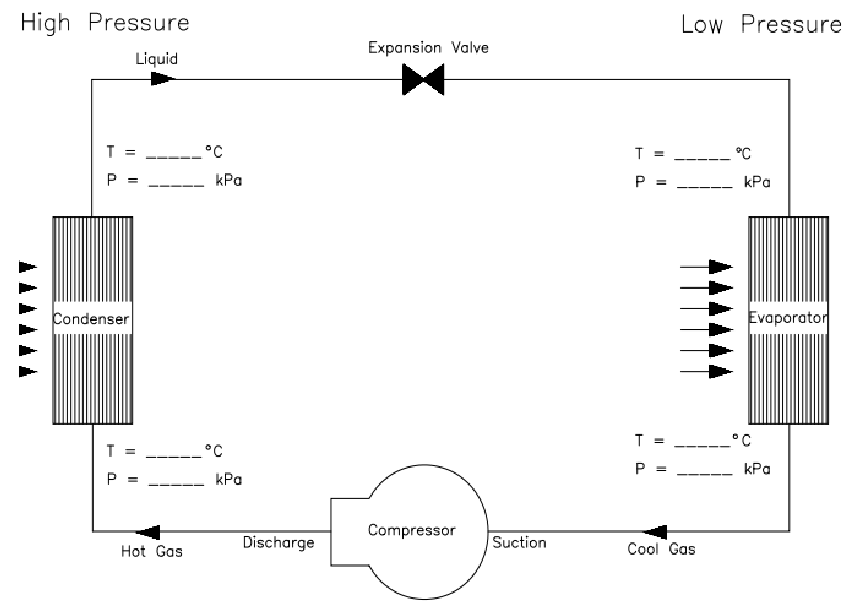 High Pressure
Low Pressure
Expansion Valve
Liquid
T = _____°C
P = _____ kPa
T = _____ °C
P = _____ kPa
Condenser
Evaporator
T = _____°C
P = _____ kPa
T = _____°C
P = _____ kPa
Compressor
Discharge
Suction
Hot Gas
Cool Gas